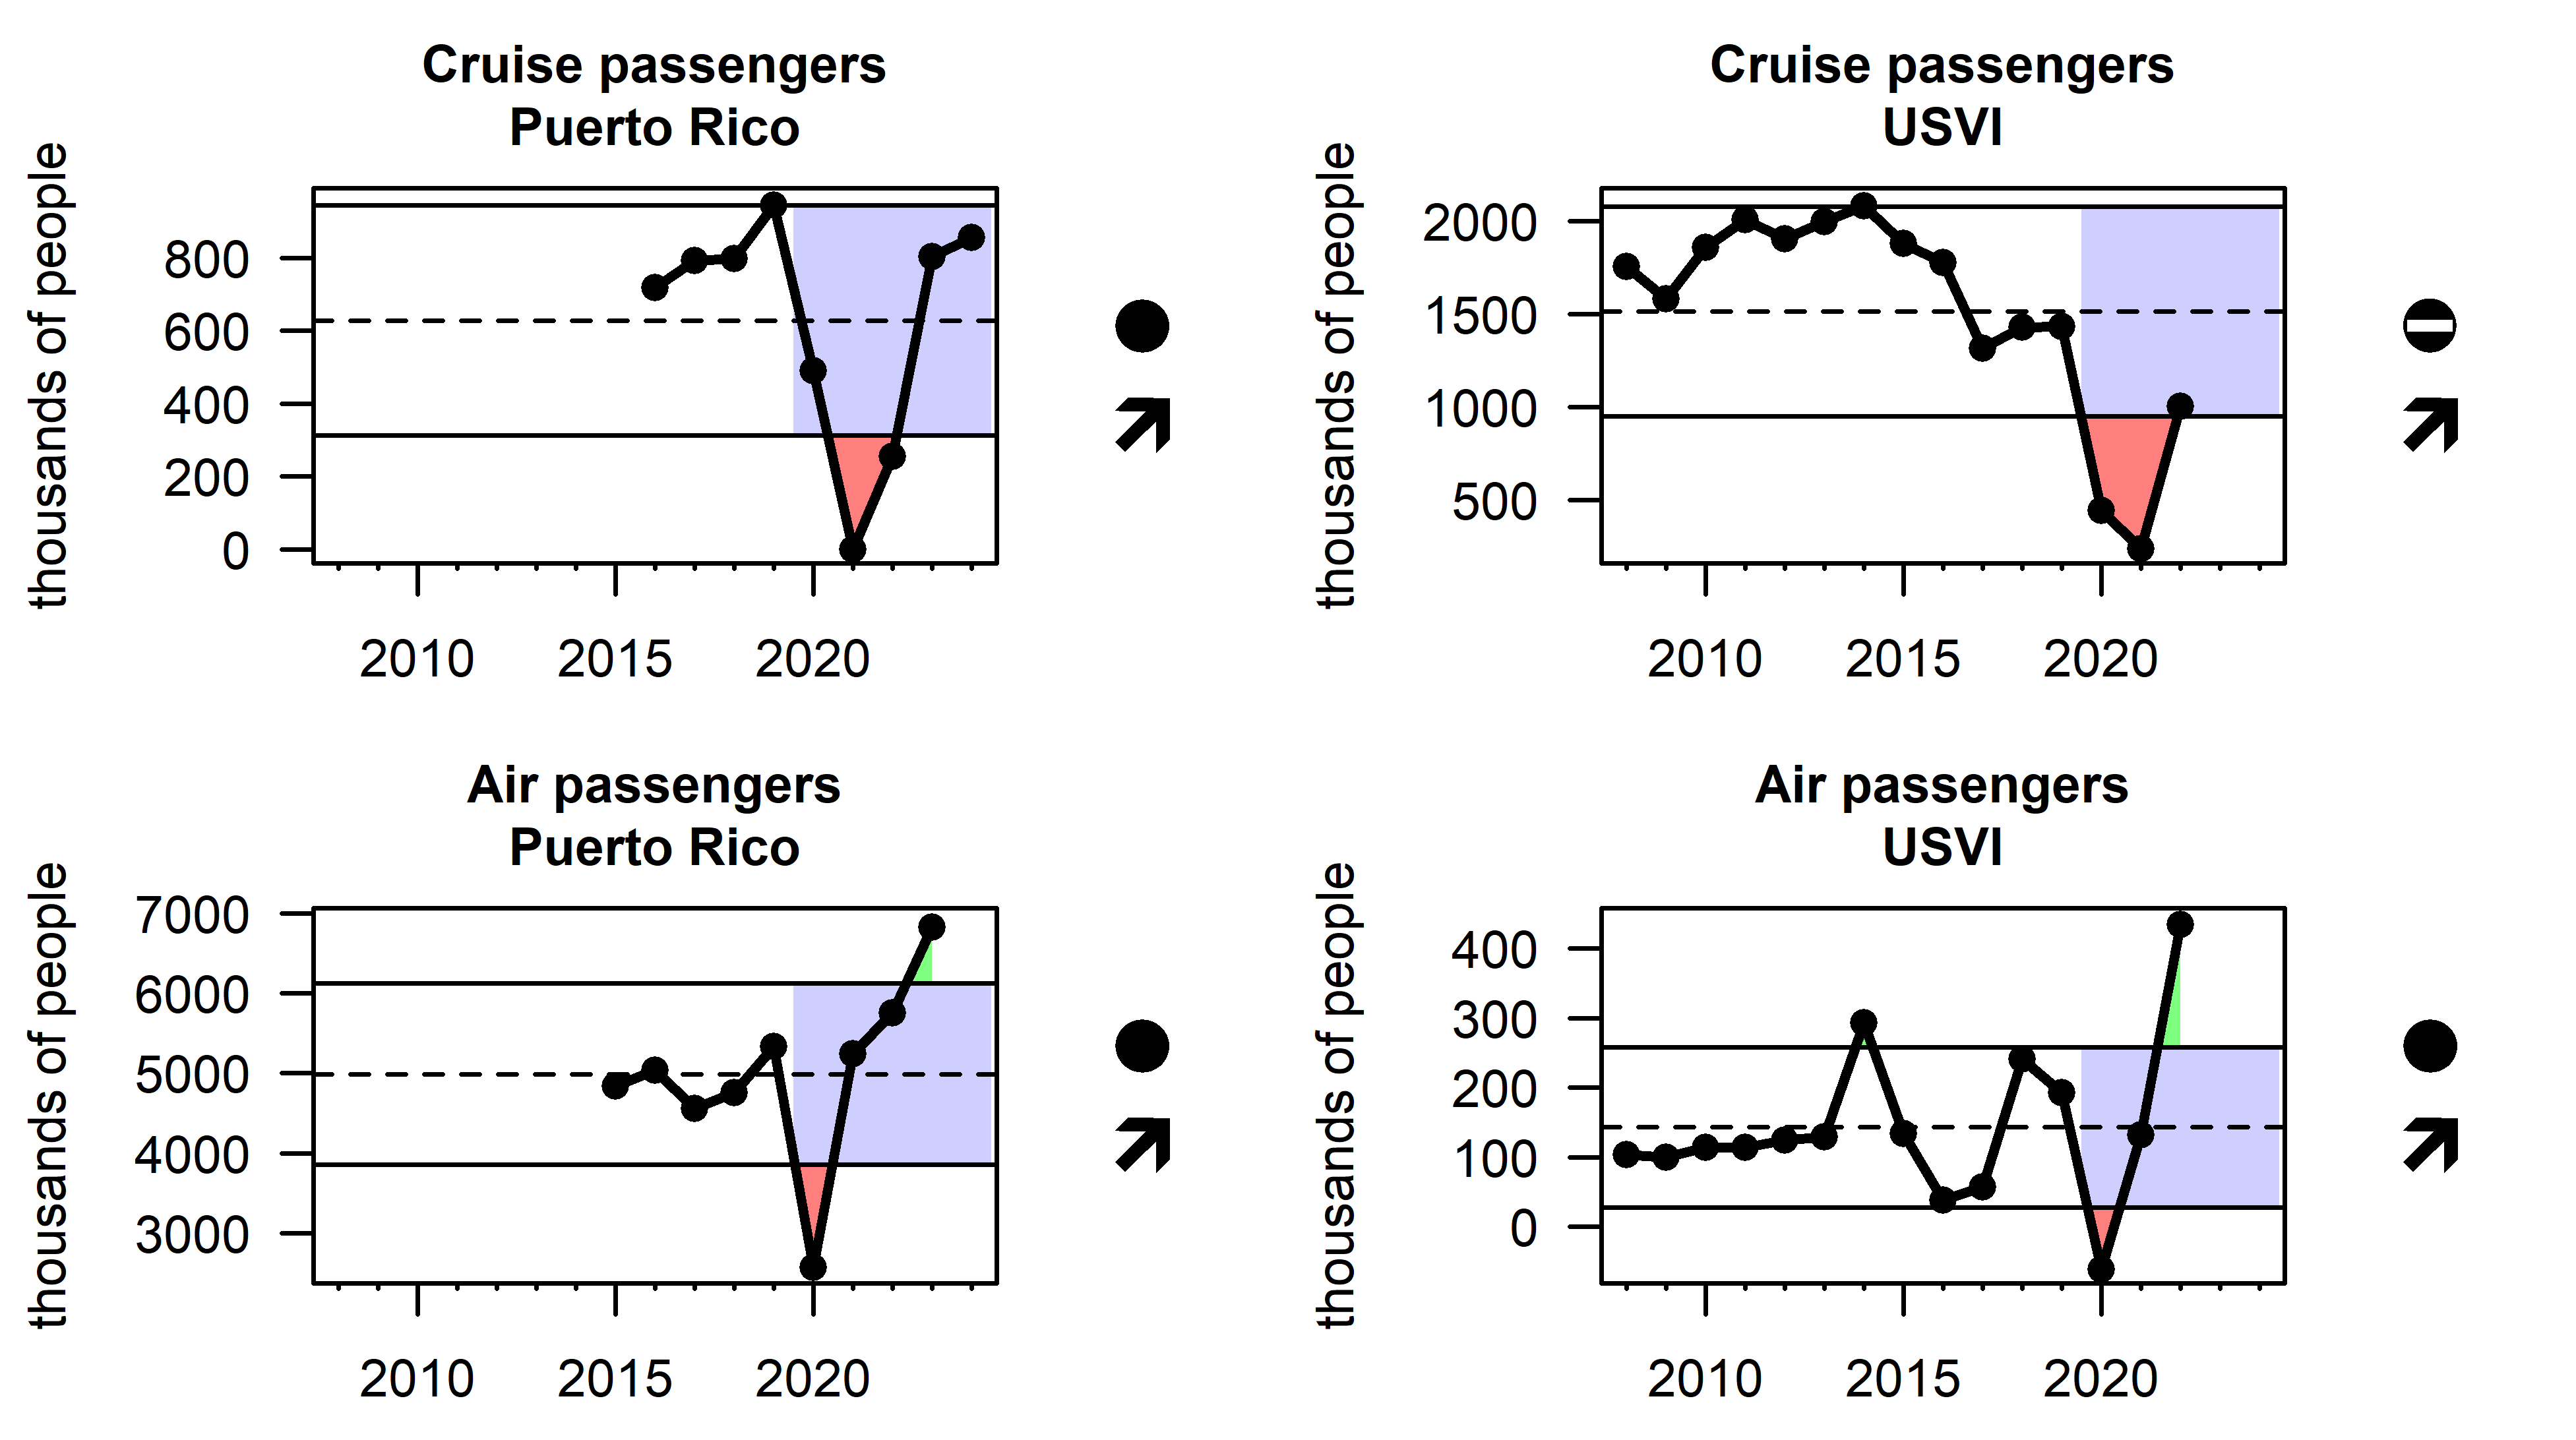 Cruise passengers
Puerto Rico
thousands of people
800
600
400
200
0
2010 2015 2020
Cruise passengers
USVI
thousands of people
2000
1500
1000
500
2010 2015 2020
Air passengers
Puerto Rico
thousands of people
7000
6000
5000
4000
3000
2010 2015 2020
Air passengers
USVI
thousands of people
400
300
200
100
0
2010 2015 2020